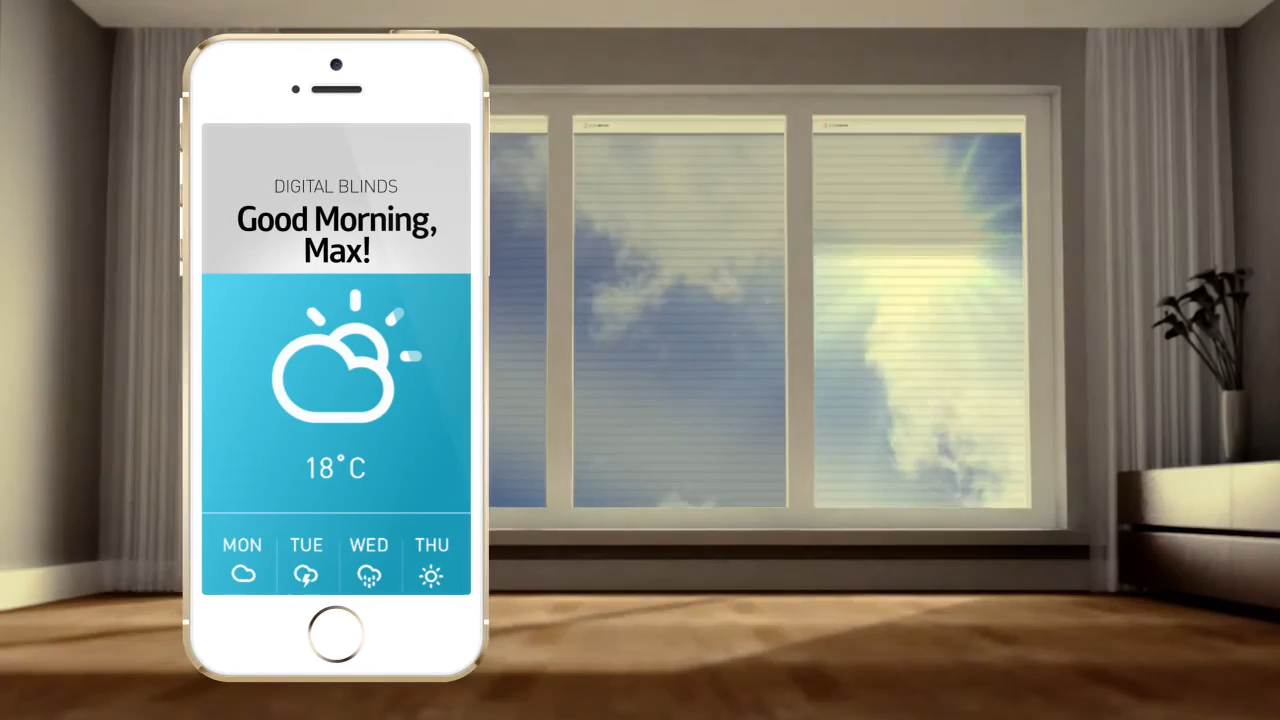 DIGITAL BLINDS
Good Morning,
Max!
18°C
MON TUE WED THU